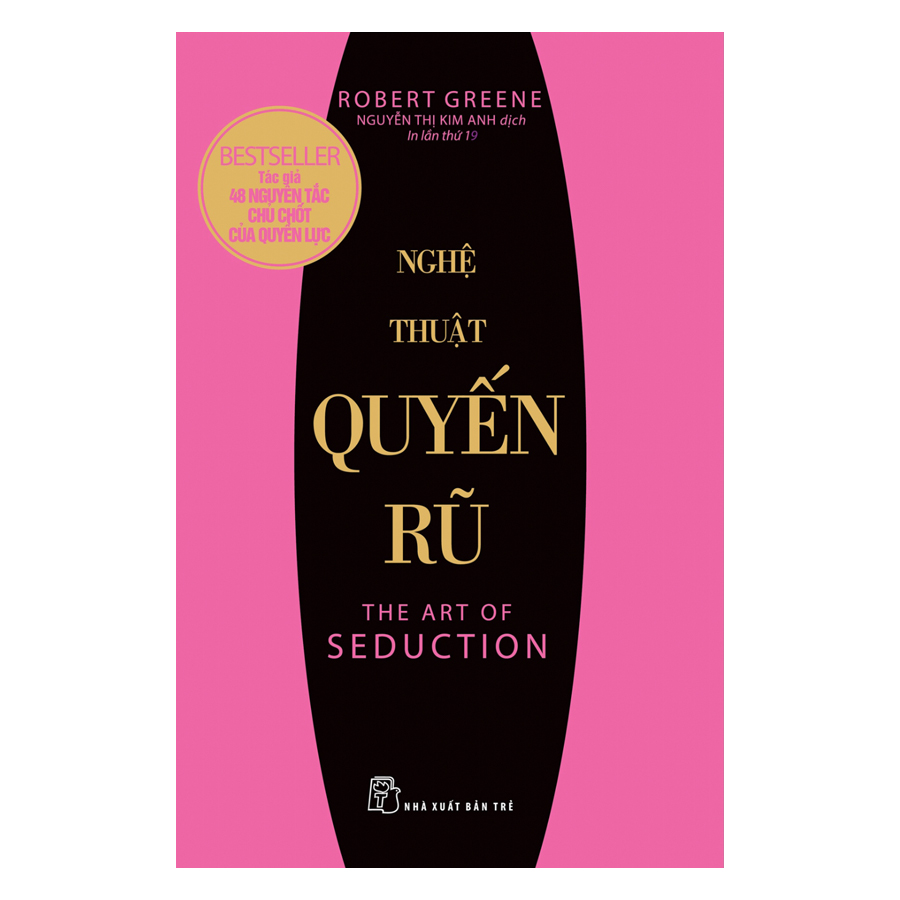 ROBERT GREENE
NGUYỄN THỊ KIM ANH dịch
In lần thứ 19
BESTSELLER
Tác giả
48 NGUYÊN TẮC
CHỦ CHỐT
CỦA QUYỀN LỰC
NGHỆ
THUẬT
QUYẾN
RŨ
THE ART OF
SEDUCTION
NHÀ XUẤT BẢN TRẺ